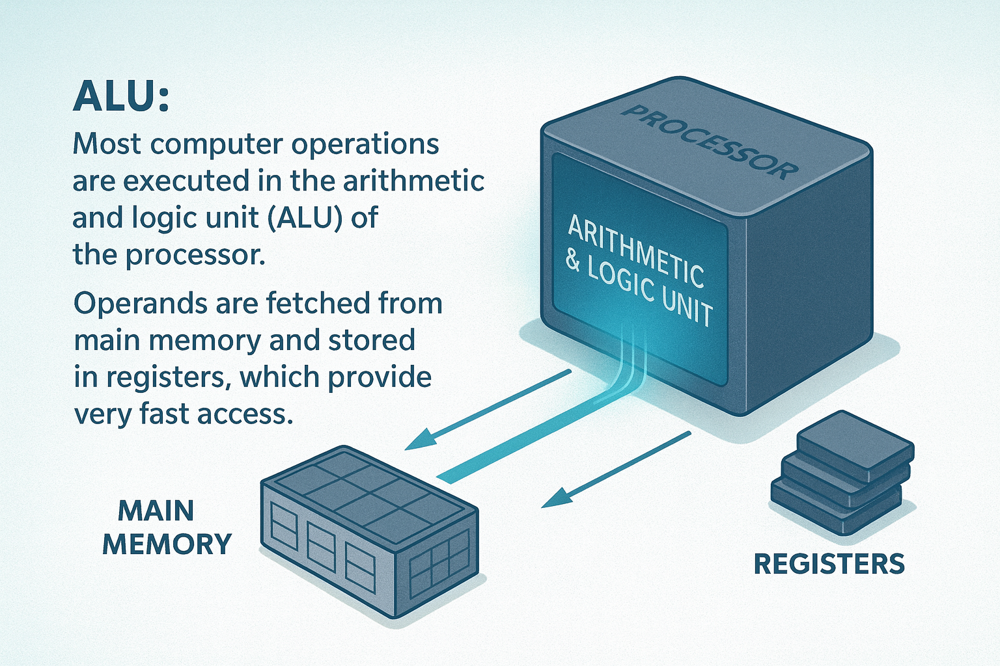 ALU:
Most computer operations
are executed in the arithmetic
and logic unit (ALU) of
the processor.
Operands are fetched from
main memory and stored
in registers, which provide
very fast access.
PROCESSOR
ARITHMETIC
& LOGIC UNIT
MAIN
MEMORY
REGISTERS